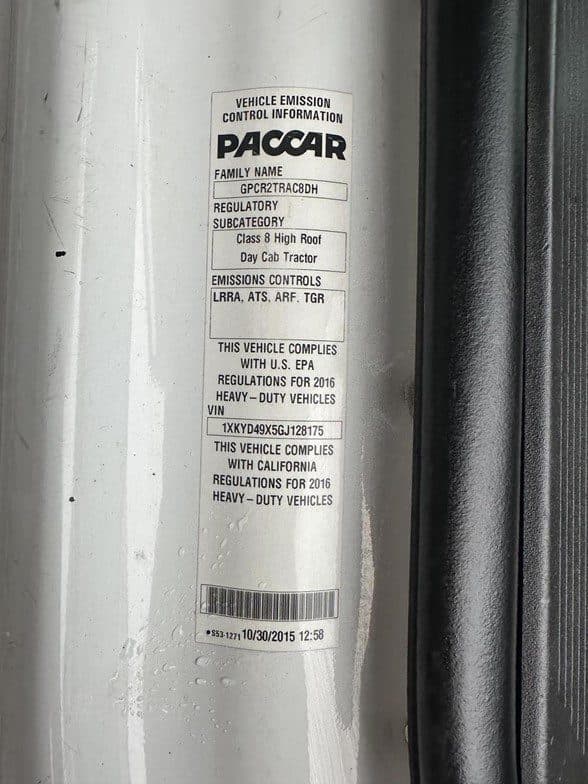 VEHICLE EMISSION
CONTROL INFORMATION
PACCAR
FAMILY NAME
GPCR2TRAC8DH
REGULATORY
SUBCATEGORY
Class 8 High Roof
Day Cab Tractor
EMISSIONS CONTROLS
LRRA, ATS, ARF, TGR
THIS VEHICLE COMPLIES
WITH U.S. EPA
REGULATIONS FOR 2016
HEAVY-DUTY VEHICLES
VIN
1XKYD49X5GJ128175
THIS VEHICLE COMPLIES
WITH CALIFORNIA
REGULATIONS FOR 2016
HEAVY-DUTY VEHICLES
S53-1271 10/30/2015 12:58